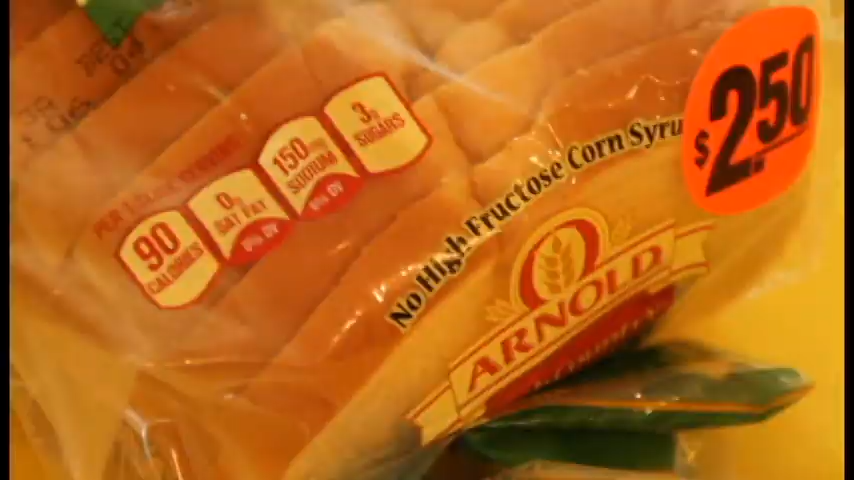 $2.50
3g
SUGARS
150mg
SODIUM
6% DV
0g
SAT FAT
0% DV
90
CALORIES
PER 1 SLICE SERVING
No High Fructose Corn Syru
ARNOLD